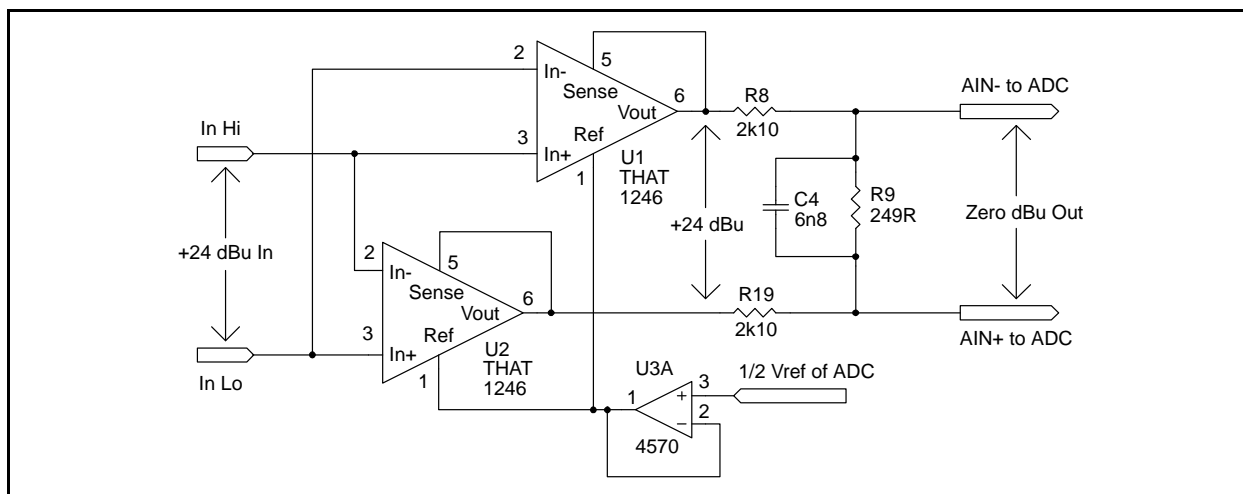 In Hi
+24 dBu In
In Lo
2
In-
5
Sense
Vout
6
Ref
3
In+
1
U1
THAT
1246
2
In-
5
Sense
Vout
6
Ref
3
In+
1
U2
THAT
1246
+24 dBu
R8
2k10
C4
6n8
R9
249R
R19
2k10
AIN- to ADC
Zero dBu Out
AIN+ to ADC
U3A
1
+
3
−
2
4570
1/2 Vref of ADC